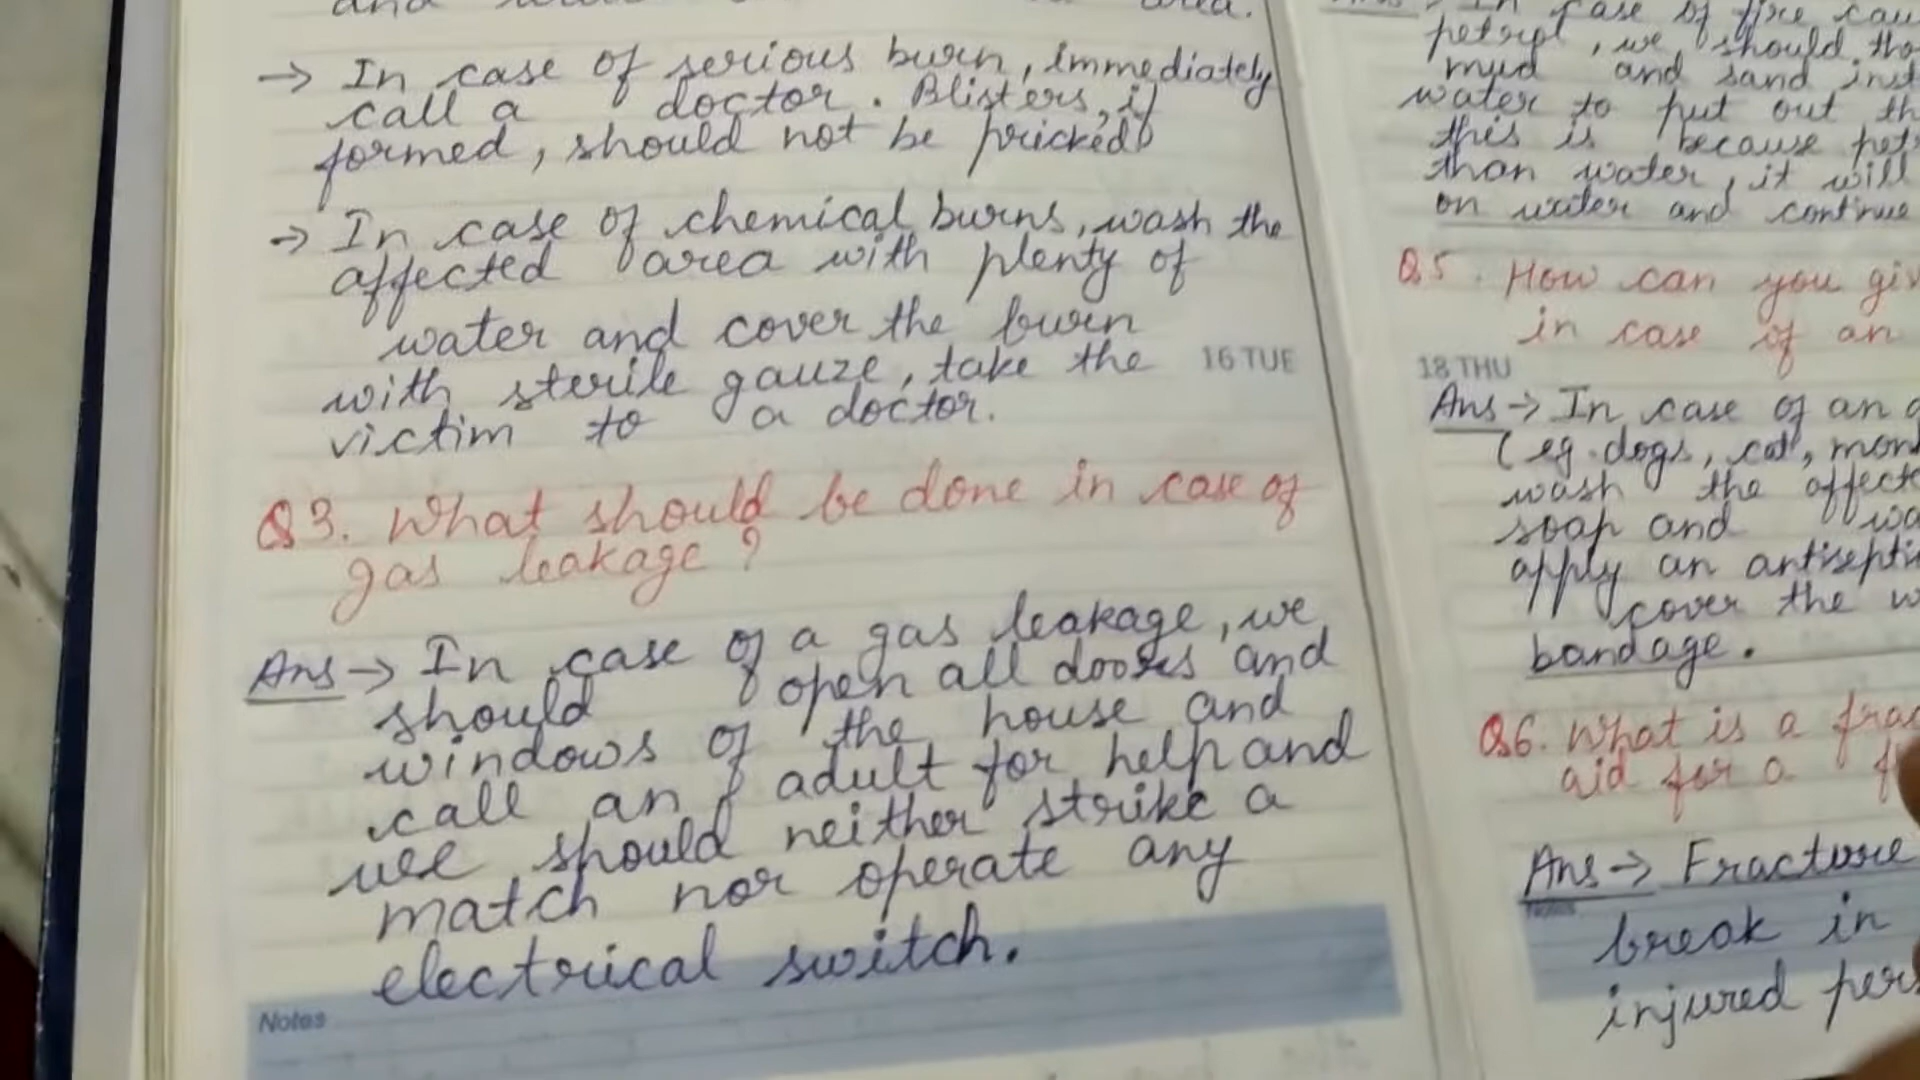 area.
→ In case of serious burn, immediately
call a doctor. Blisters, if
formed, should not be pricked
→ In case of chemical burns, wash the
affected area with plenty of
water and cover the burn
with sterile gauze, take the
16 TUE
victim to a doctor.
Q3. What should be done in case of
gas leakage?
Ans → In case of a gas leakage, we
should open all doors and
windows of the house and
call an adult for help and
we should neither strike a
match nor operate any
electrical switch.
Notes
In case of fire
petrol, we should
mud and sand
water to put out
this is because
than water, it will
on water and continue
Q5. How can you
in case if an
18 THU
Ans → In case of an
(eg. dogs, cat,
wash the
soap and
apply an
cover the
bandage.
Q6. What is a
aid for a
Ans → Fracture
Notes
break in
injured